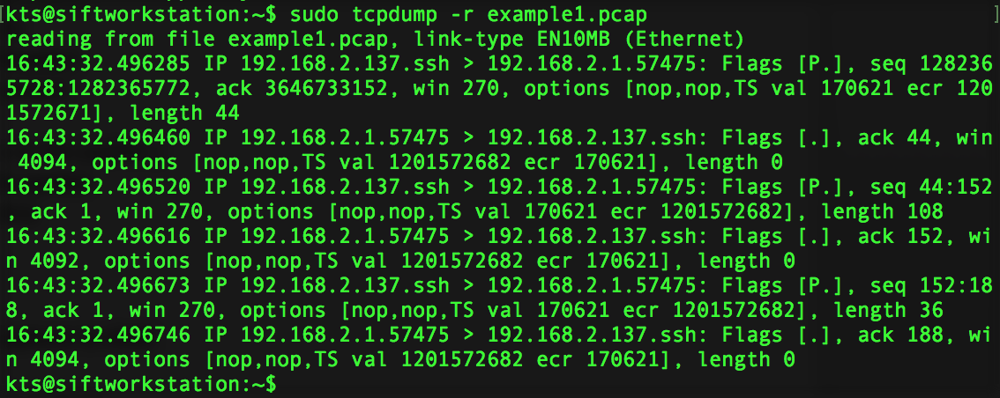 [kts@siftworkstation:~$ sudo tcpdump -r example1.pcap ]
reading from file example1.pcap, link-type EN10MB (Ethernet)
16:43:32.496285 IP 192.168.2.137.ssh > 192.168.2.1.57475: Flags [P.], seq 128236
5728:1282365772, ack 3646733152, win 270, options [nop,nop,TS val 170621 ecr 120
1572671], length 44
16:43:32.496460 IP 192.168.2.1.57475 > 192.168.2.137.ssh: Flags [.], ack 44, win
 4094, options [nop,nop,TS val 1201572682 ecr 170621], length 0
16:43:32.496520 IP 192.168.2.137.ssh > 192.168.2.1.57475: Flags [P.], seq 44:152
, ack 1, win 270, options [nop,nop,TS val 170621 ecr 1201572682], length 108
16:43:32.496616 IP 192.168.2.1.57475 > 192.168.2.137.ssh: Flags [.], ack 152, wi
n 4092, options [nop,nop,TS val 1201572682 ecr 170621], length 0
16:43:32.496673 IP 192.168.2.137.ssh > 192.168.2.1.57475: Flags [P.], seq 152:18
8, ack 1, win 270, options [nop,nop,TS val 170621 ecr 1201572682], length 36
16:43:32.496746 IP 192.168.2.1.57475 > 192.168.2.137.ssh: Flags [.], ack 188, wi
n 4094, options [nop,nop,TS val 1201572682 ecr 170621], length 0
kts@siftworkstation:~$